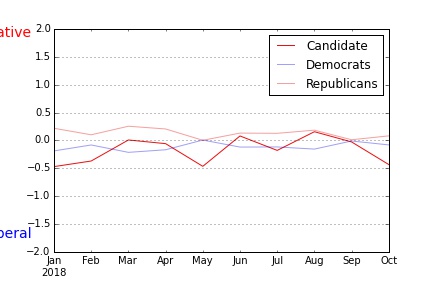 ative
2.0
1.5
1.0
0.5
0.0
−0.5
−1.0
−1.5
−2.0
peral
Candidate
Democrats
Republicans
Jan Feb Mar Apr May Jun Jul Aug Sep Oct
2018